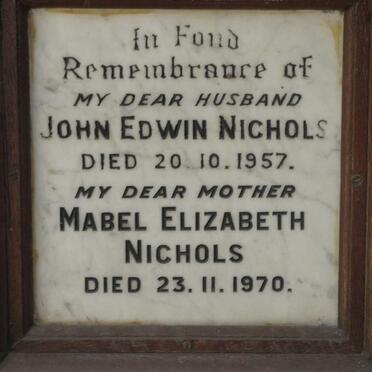 In Fond
Remembrance of
MY DEAR HUSBAND
JOHN EDWIN NICHOLS
DIED 20.10.1957.
MY DEAR MOTHER
MABEL ELIZABETH
NICHOLS
DIED 23.11.1970.